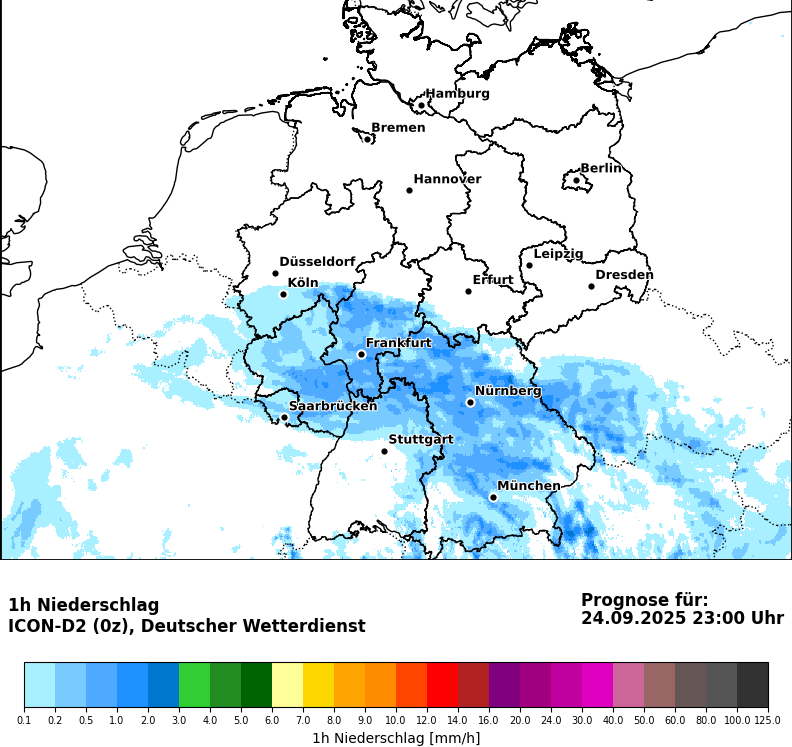 Hamburg
Bremen
Berlin
Hannover
Leipzig
Düsseldorf
Dresden
Erfurt
Köln
Frankfurt
Nürnberg
Saarbrücken
Stuttgart
München
1h Niederschlag
ICON-D2 (0z), Deutscher Wetterdienst
Prognose für:
24.09.2025 23:00 Uhr
0.1 0.2 0.5 1.0 2.0 3.0 4.0 5.0 6.0 7.0 9.0 10.0 12.0 14.0 16.0 20.0 24.0 30.0 40.0 50.0 60.0 80.0 100.0 125.0
1h Niederschlag [mm/h]